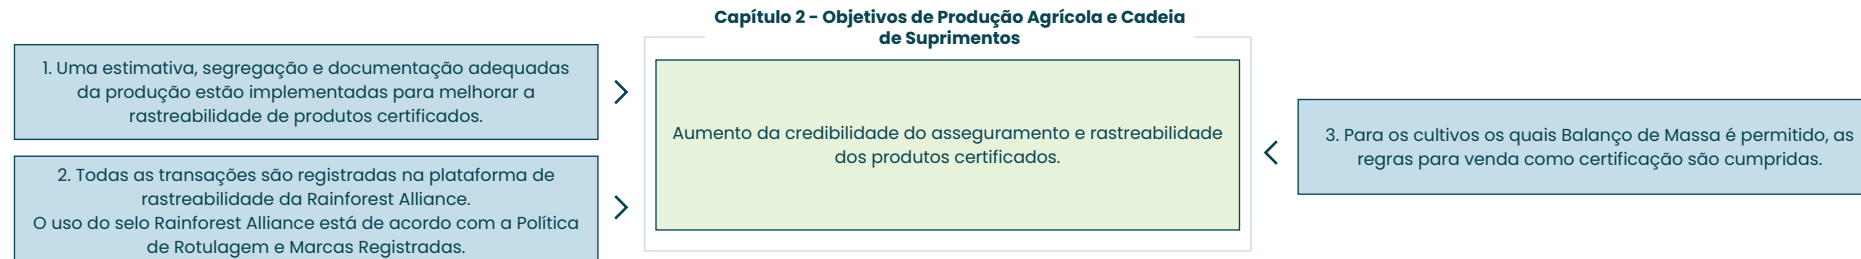 Capítulo 2 - Objetivos de Produção Agrícola e Cadeia
de Suprimentos
1. Uma estimativa, segregação e documentação adequadas
da produção estão implementadas para melhorar a
rastreabilidade de produtos certificados.
2. Todas as transações são registradas na plataforma de
rastreabilidade da Rainforest Alliance.
O uso do selo Rainforest Alliance está de acordo com a Política
de Rotulagem e Marcas Registradas.
Aumento da credibilidade do asseguramento e rastreabilidade
dos produtos certificados.
3. Para os cultivos os quais Balanço de Massa é permitido, as
regras para venda como certificação são cumpridas.